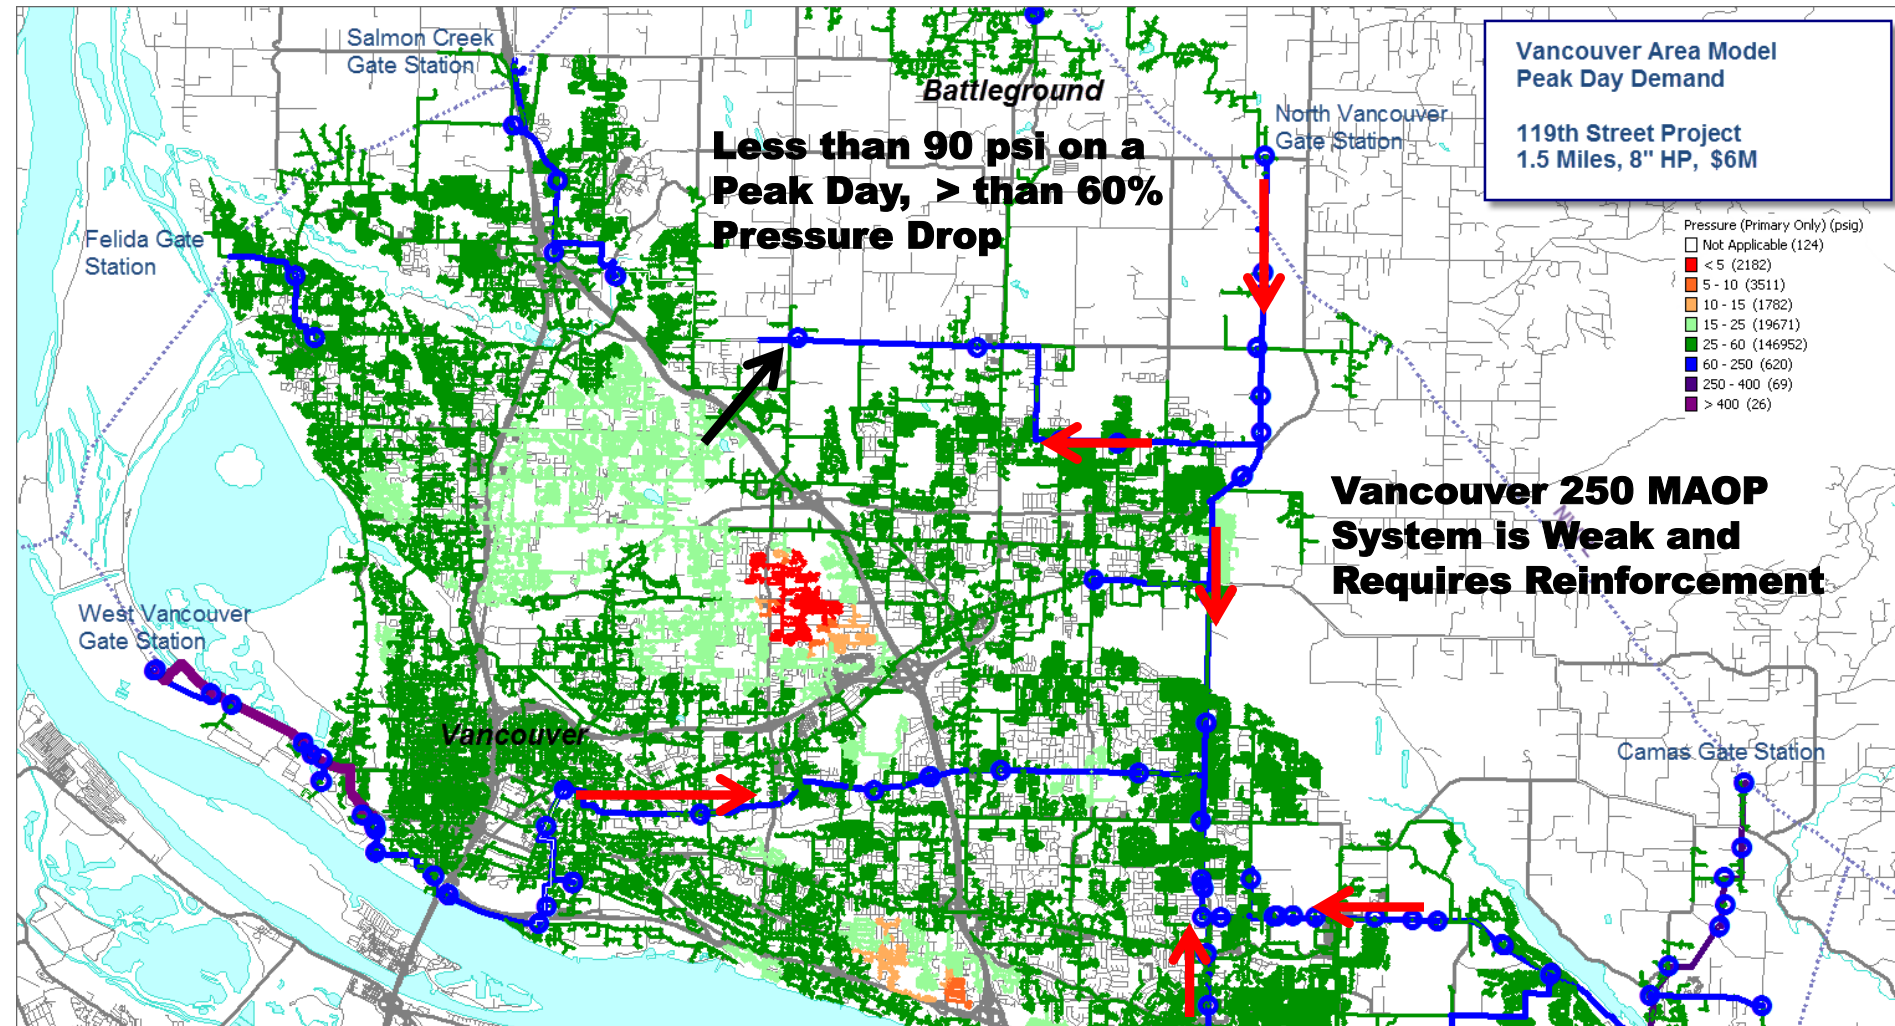 Salmon Creek
Gate Station
Battleground
Vancouver Area Model
Peak Day Demand
119th Street Project
1.5 Miles, 8" HP,  $6M
North Vancouver
Gate Station
Less than 90 psi on a
Peak Day,  > than 60%
Pressure Drop
Felida Gate
Station
Pressure (Primary Only) (psig)
Not Applicable (124)
< 5 (2182)
5 - 10 (3511)
10 - 15 (1782)
15 - 25 (19671)
25 - 60 (146952)
60 - 250 (620)
250 - 400 (69)
> 400 (26)
Vancouver 250 MAOP
System is Weak and
Requires Reinforcement
West Vancouver
Gate Station
Vancouver
Camas Gate Station